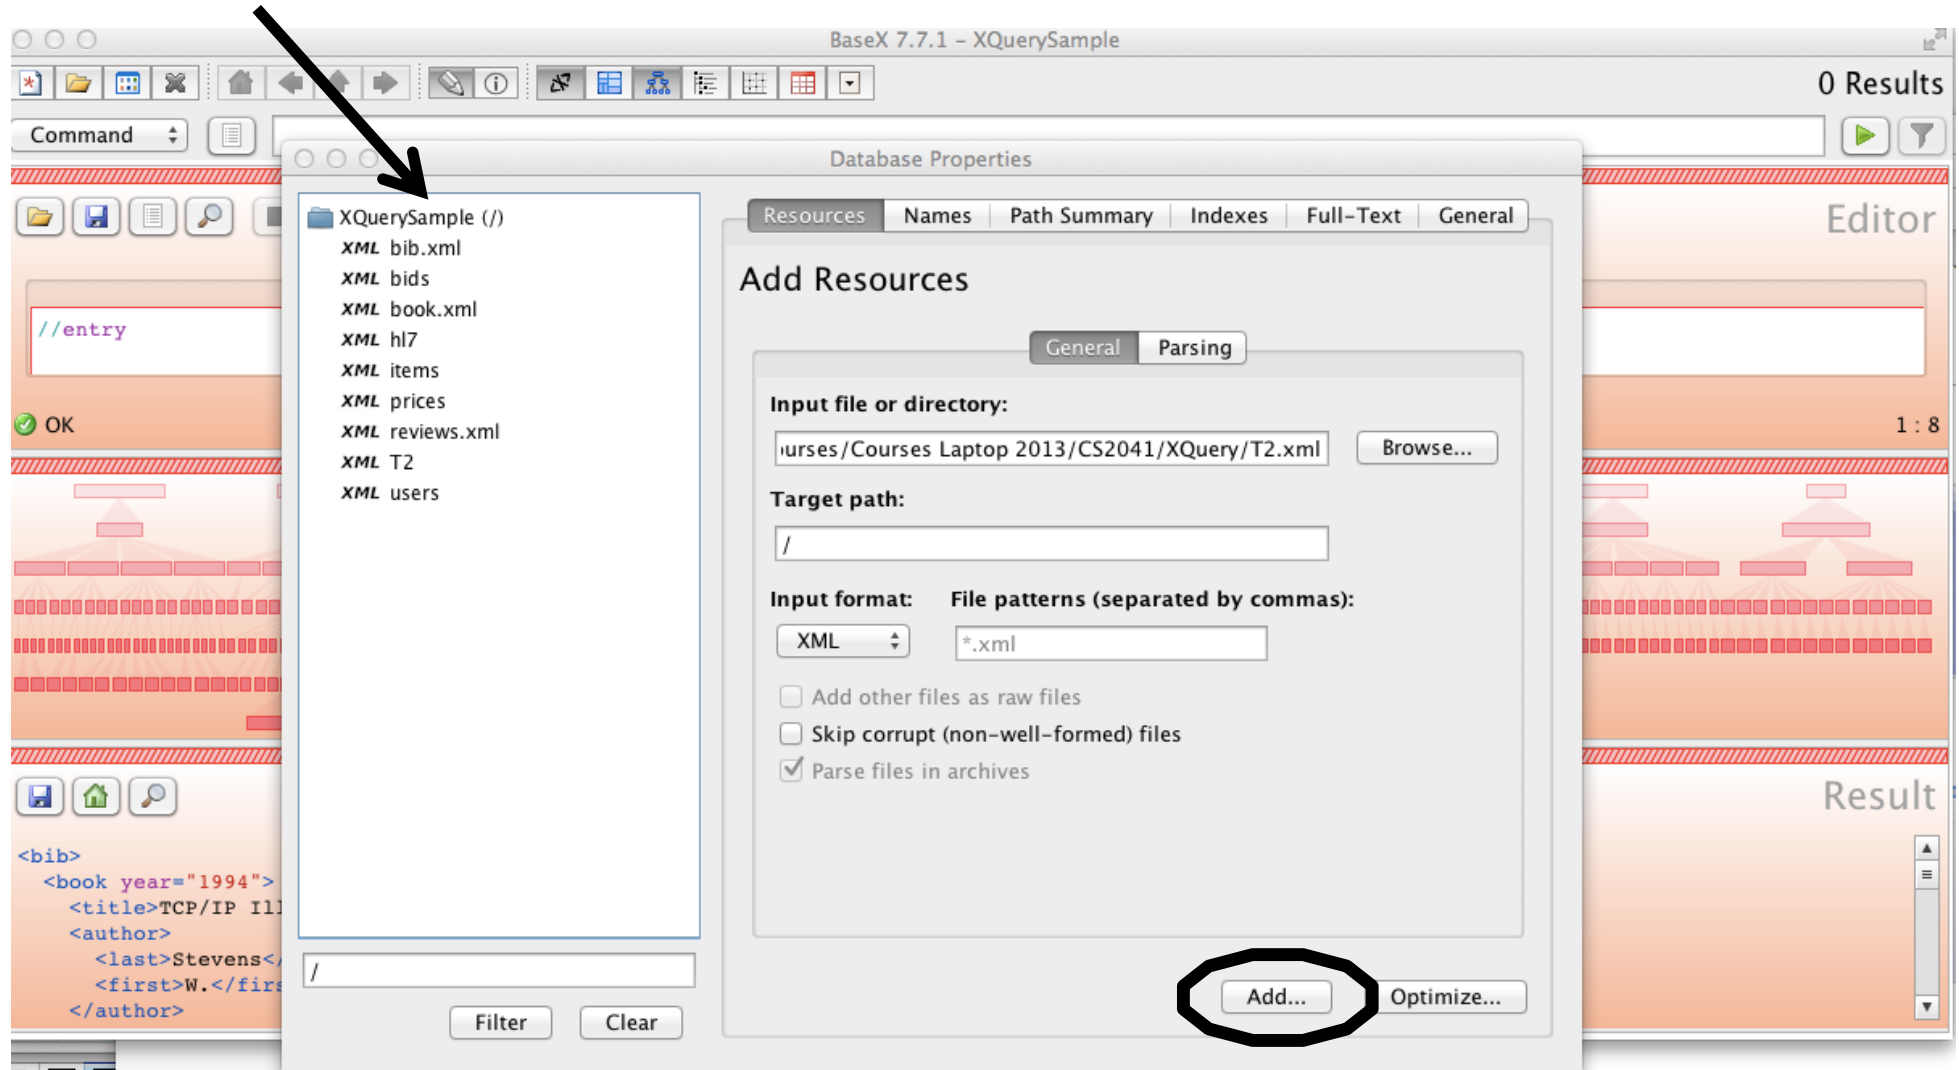 BaseX 7.7.1 – XQuerySample
0 Results
Command
Database Properties
XQuerySample (/)
XML bib.xml
XML bids
XML book.xml
XML hl7
XML items
XML prices
XML reviews.xml
XML T2
XML users
/
Filter
Clear
Resources
Names
Path Summary
Indexes
Full-Text
General
Add Resources
General
Parsing
Input file or directory:
urses/Courses Laptop 2013/CS2041/XQuery/T2.xml
Browse...
Target path:
/
Input format:
File patterns (separated by commas):
XML
*.xml
Add other files as raw files
Skip corrupt (non-well-formed) files
Parse files in archives
Add...
Optimize...
Editor
//entry
OK
1 : 8
Result
<bib>
<book year="1994">
<title>TCP/IP Ill
<author>
<last>Stevens</
<first>W.</firs
</author>